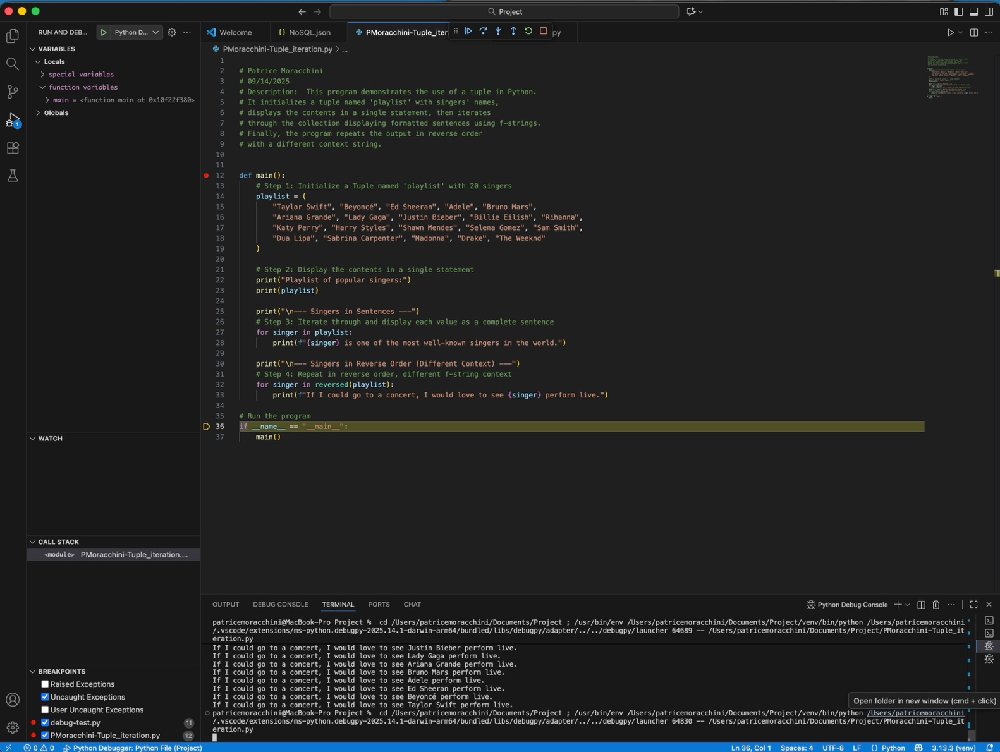 Project
RUN AND DEB...
Python D...
Welcome
{} NoSQL.json
PMoracchini-Tuple_itera
py
VARIABLES
Locals
special variables
function variables
main = <function main at 0x10f22f380>
Globals
WATCH
CALL STACK
<module> PMoracchini-Tuple_iteration....
BREAKPOINTS
Raised Exceptions
Uncaught Exceptions
User Uncaught Exceptions
debug-test.py 11
PMoracchini-Tuple_iteration.py 12
1
PMoracchini-Tuple_iteration.py > ...
1
2 # Patrice Moracchini
3 # 09/14/2025
4 # Description:  This program demonstrates the use of a tuple in Python.
5 # It initializes a tuple named 'playlist' with singers' names,
6 # displays the contents in a single statement, then iterates
7 # through the collection displaying formatted sentences using f-strings.
8 # Finally, the program repeats the output in reverse order
9 # with a different context string.
10
11
12 def main():
13     # Step 1: Initialize a Tuple named 'playlist' with 20 singers
14     playlist = (
15         "Taylor Swift", "Beyoncé", "Ed Sheeran", "Adele", "Bruno Mars",
16         "Ariana Grande", "Lady Gaga", "Justin Bieber", "Billie Eilish", "Rihanna",
17         "Katy Perry", "Harry Styles", "Shawn Mendes", "Selena Gomez", "Sam Smith",
18         "Dua Lipa", "Sabrina Carpenter", "Madonna", "Drake", "The Weeknd"
19     )
20
21     # Step 2: Display the contents in a single statement
22     print("Playlist of popular singers:")
23     print(playlist)
24
25     print("\n--- Singers in Sentences ---")
26     # Step 3: Iterate through and display each value as a complete sentence
27     for singer in playlist:
28         print(f"{singer} is one of the most well-known singers in the world.")
29
30     print("\n--- Singers in Reverse Order (Different Context) ---")
31     # Step 4: Repeat in reverse order, different f-string context
32     for singer in reversed(playlist):
33         print(f"If I could go to a concert, I would love to see {singer} perform live.")
34
35 # Run the program
36 if __name__ == "__main__":
37     main()
OUTPUT
DEBUG CONSOLE
TERMINAL
PORTS
CHAT
Python Debug Console
patricemoracchini@MacBook-Pro Project %  cd /Users/patricemoracchini/Documents/Project ; /usr/bin/env /Users/patricemoracchini/Documents/Project/venv/bin/python /Users/patricemoracchini
/.vscode/extensions/ms-python.debugpy-2025.14.1-darwin-arm64/bundled/libs/debugpy/adapter/../../debugpy/launcher 64689 -- /Users/patricemoracchini/Documents/Project/PMoracchini-Tuple_it
eration.py
If I could go to a concert, I would love to see Justin Bieber perform live.
If I could go to a concert, I would love to see Lady Gaga perform live.
If I could go to a concert, I would love to see Ariana Grande perform live.
If I could go to a concert, I would love to see Bruno Mars perform live.
If I could go to a concert, I would love to see Adele perform live.
If I could go to a concert, I would love to see Ed Sheeran perform live.
If I could go to a concert, I would love to see Beyoncé perform live.
If I could go to a concert, I would love to see Taylor Swift perform live.
Open folder in new window (cmd + click)
patricemoracchini@MacBook-Pro Project %  cd /Users/patricemoracchini/Documents/Project ; /usr/bin/env /Users/patricemoracchini/Documents/Project/venv/bin/python /Users/patricemoracchini
/.vscode/extensions/ms-python.debugpy-2025.14.1-darwin-arm64/bundled/libs/debugpy/adapter/../../debugpy/launcher 64830 -- /Users/patricemoracchini/Documents/Project/PMoracchini-Tuple_it
eration.py
0 0 Python Debugger: Python File (Project)
Ln 36, Col 1  Spaces: 4  UTF-8  LF  {} Python  3.13.3 (venv)